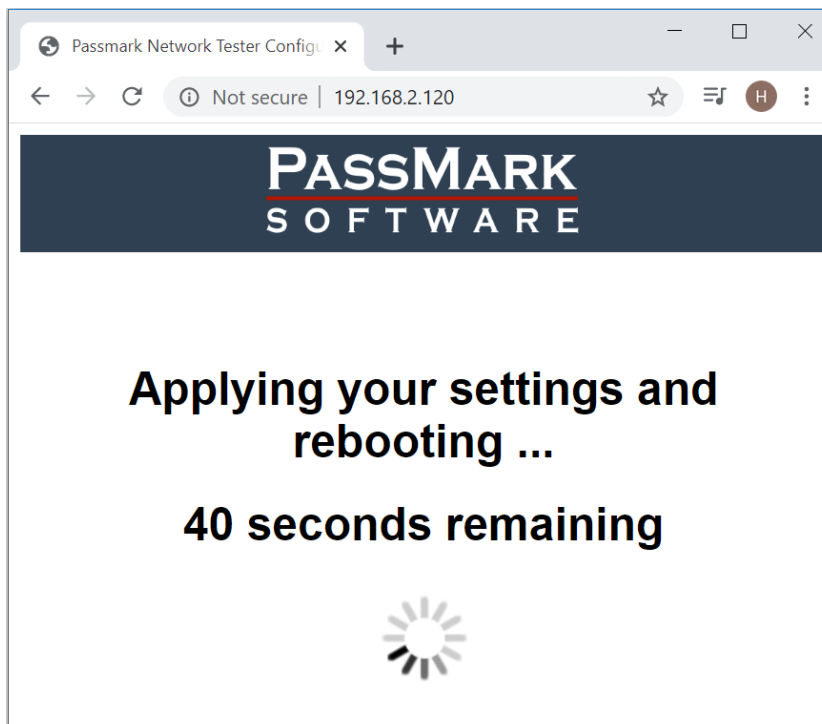 Passmark Network Tester Configu
Not secure | 192.168.2.120
H
PASSMARK
SOFTWARE
Applying your settings and
rebooting ...
40 seconds remaining